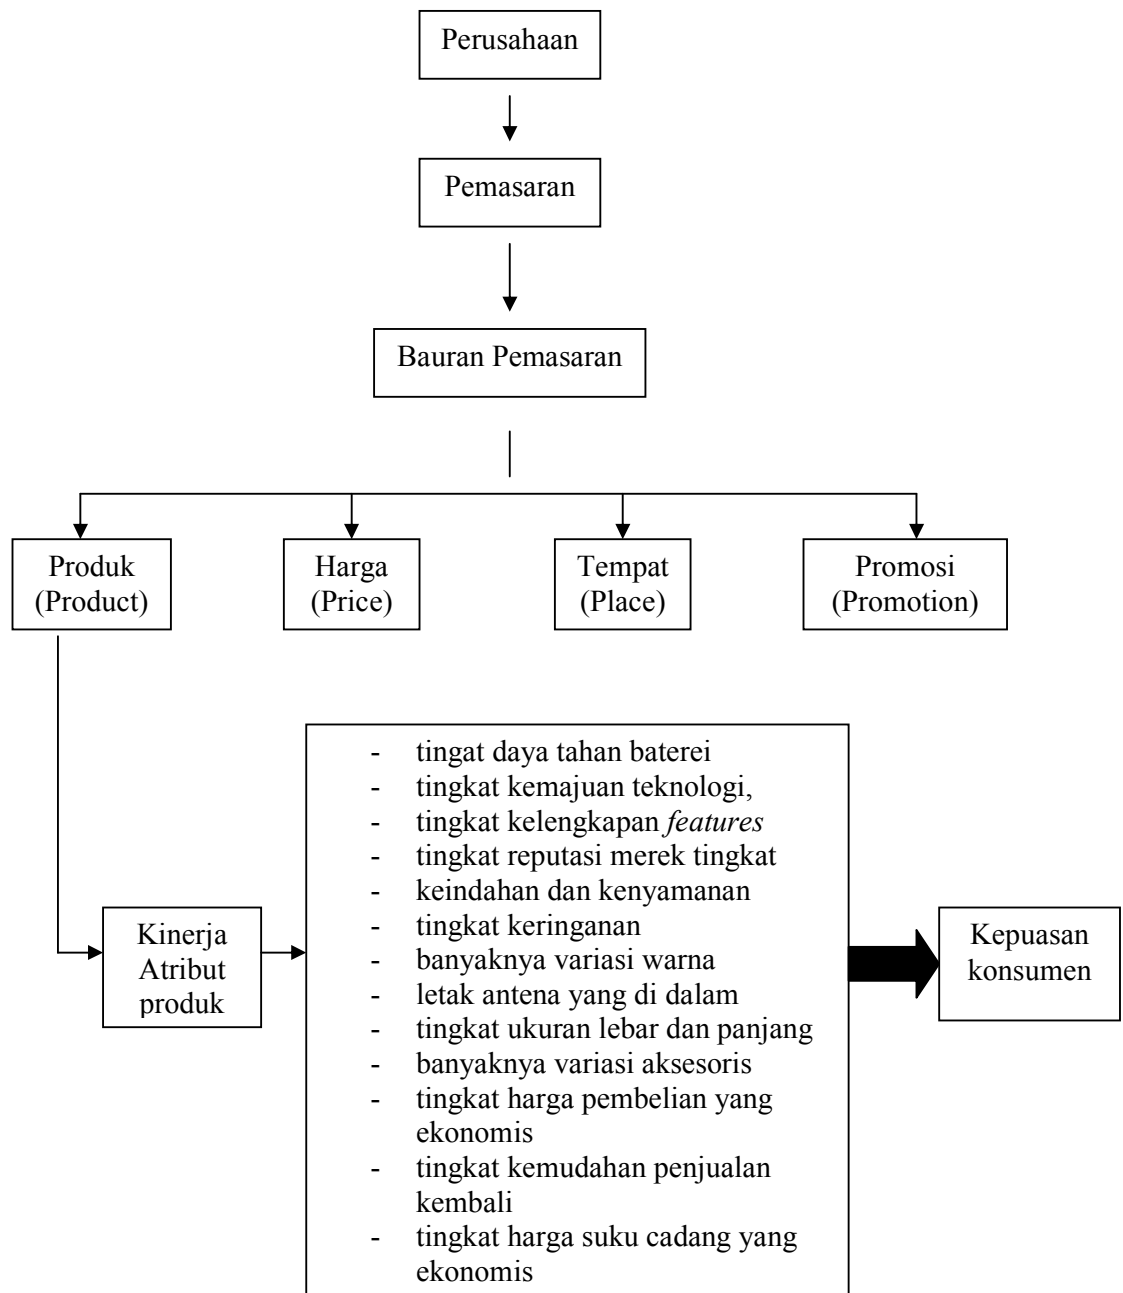 Perusahaan
Pemasaran
Bauran Pemasaran
Produk
(Product)
Harga
(Price)
Tempat
(Place)
Promosi
(Promotion)
- tingat daya tahan baterei
- tingkat kemajuan teknologi,
- tingkat kelengkapan features
- tingkat reputasi merek tingkat
- keindahan dan kenyamanan
- tingkat keringanan
- banyaknya variasi warna
- letak antena yang di dalam
- tingkat ukuran lebar dan panjang
- banyaknya variasi aksesoris
- tingkat harga pembelian yang
ekonomis
- tingkat kemudahan penjualan
kembali
- tingkat harga suku cadang yang
ekonomis
Kinerja
Atribut
produk
Kepuasan
konsumen